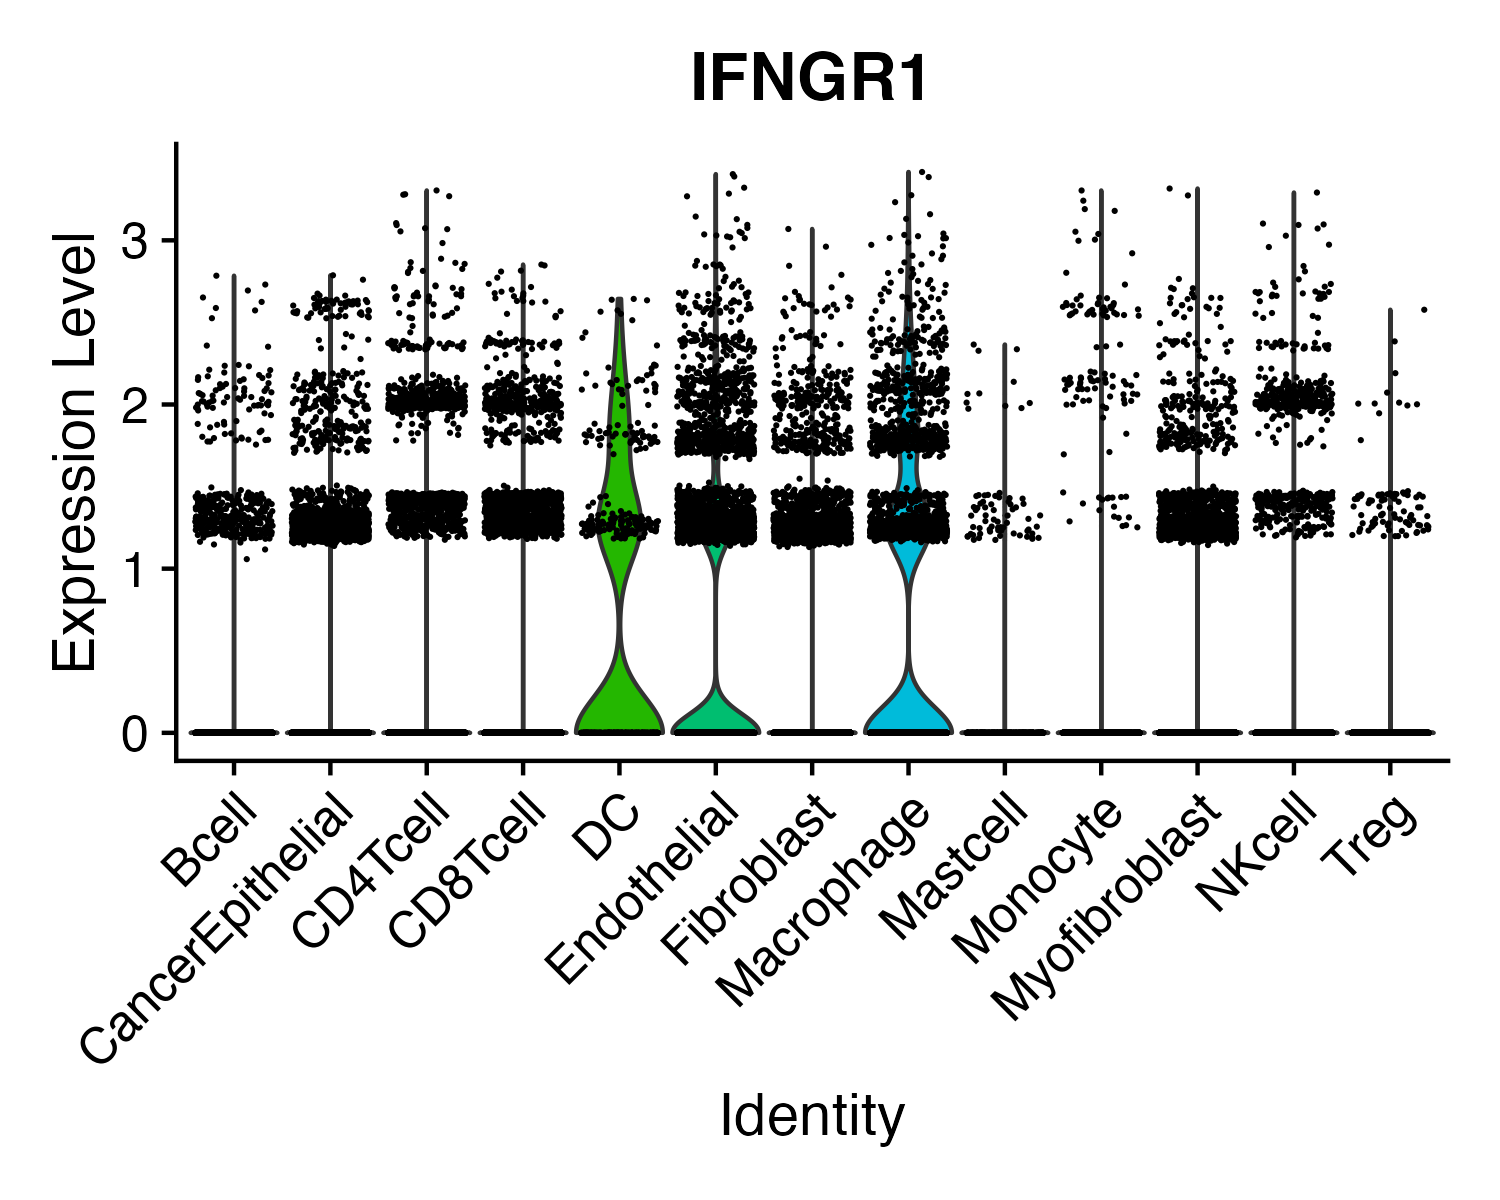 IFNGR1
Expression Level
3
2
1
0
Bcell
CancerEpithelial
CD4Tcell
CD8Tcell
DC
Endothelial
Fibroblast
Macrophage
Mastcell
Monocyte
Myofibroblast
NKcell
Treg
Identity